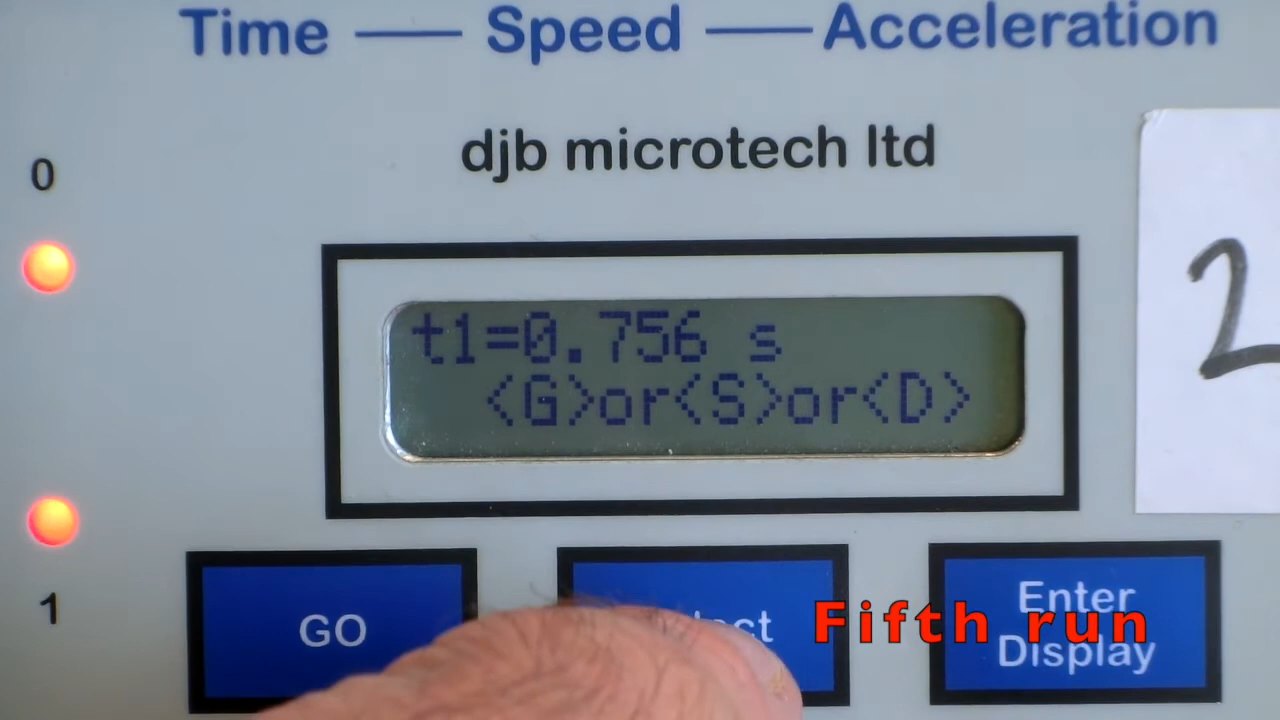 Time — Speed — Acceleration
djb microtech ltd
0
t1=0.756 s
<G>or<S>or<D>
2
1
GO
Enter
Display
Fifth run